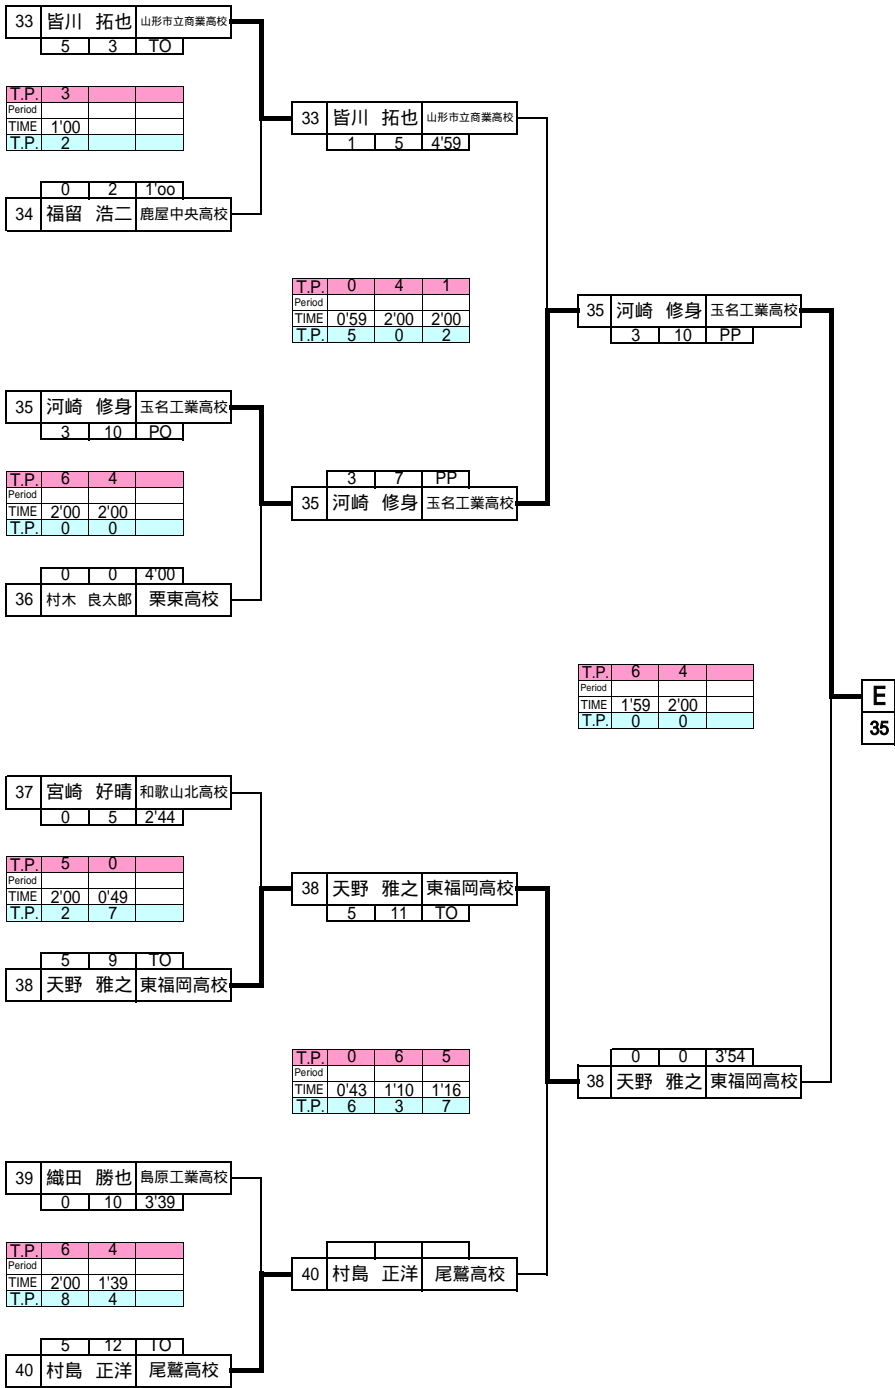 33 皆川 拓也 山形市立商業高校
5 3 TO
T.P. 3
Period
TIME 1'00
T.P. 2
0 2 1'oo
34 福留 浩二 鹿屋中央高校
33 皆川 拓也 山形市立商業高校
1 5 4'59
T.P. 0 4 1
Period
TIME 0'59 2'00 2'00
T.P. 5 0 2
35 河崎 修身 玉名工業高校
3 10 PP
35 河崎 修身 玉名工業高校
3 10 PO
T.P. 6 4
Period
TIME 2'00 2'00
T.P. 0 0
0 0 4'00
36 村木 良太郎 栗東高校
3 7 PP
35 河崎 修身 玉名工業高校
T.P. 6 4
Period
TIME 1'59 2'00
T.P. 0 0
E
35
37 宮崎 好晴 和歌山北高校
0 5 2'44
T.P. 5 0
Period
TIME 2'00 0'49
T.P. 2 7
5 9 TO
38 天野 雅之 東福岡高校
38 天野 雅之 東福岡高校
5 11 TO
T.P. 0 6 5
Period
TIME 0'43 1'10 1'16
T.P. 6 3 7
0 0 3'54
38 天野 雅之 東福岡高校
39 織田 勝也 島原工業高校
0 10 3'39
T.P. 6 4
Period
TIME 2'00 1'39
T.P. 8 4
5 12 TO
40 村島 正洋 尾鷲高校
40 村島 正洋 尾鷲高校